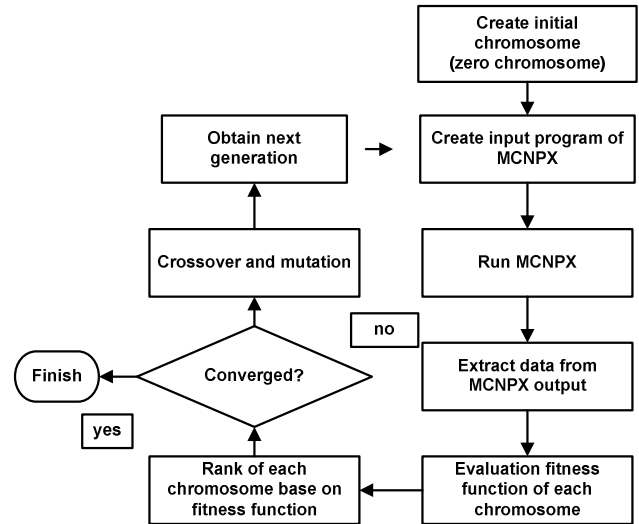 Create initial
chromosome
(zero chromosome)
Obtain next
generation
Create input program of
MCNPX
Crossover and mutation
Run MCNPX
no
Finish
Converged?
Extract data from
MCNPX output
yes
Rank of each
chromosome base on
fitness function
Evaluation fitness
function of each
chromosome